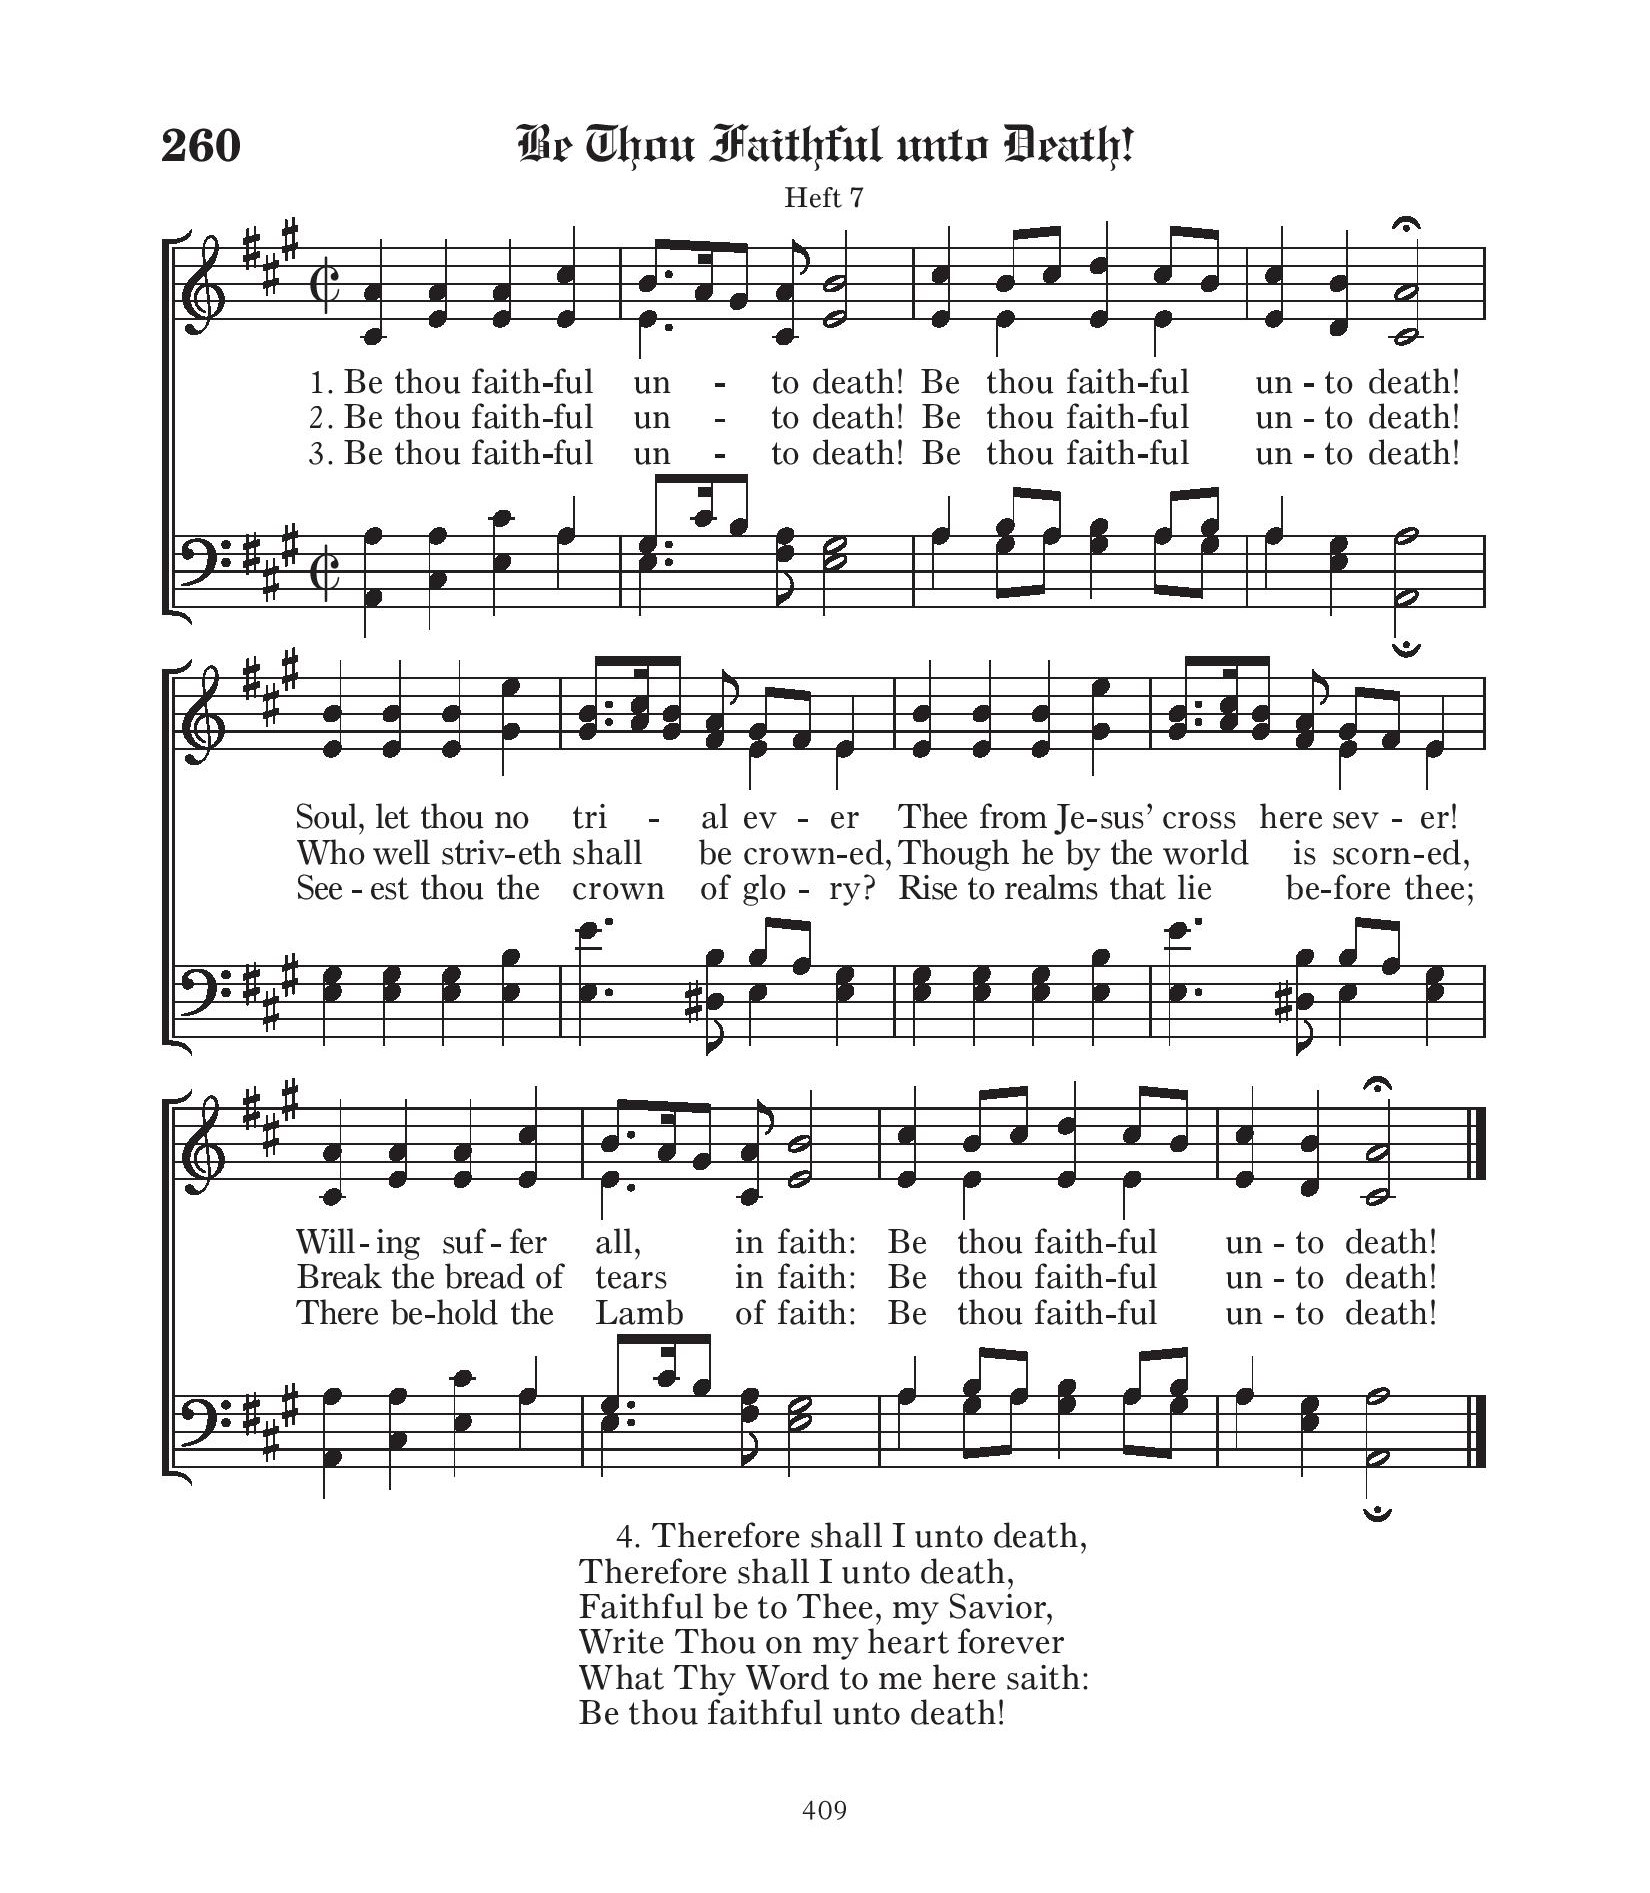 260 Be Thou Faithful unto Death!
Heft 7
1. Be thou faith-ful un - to death! Be thou faith-ful un - to death!
2. Be thou faith-ful un - to death! Be thou faith-ful un - to death!
3. Be thou faith-ful un - to death! Be thou faith-ful un - to death!
Soul, let thou no tri - al ev - er Thee from Je-sus’ cross here sev - er!
Who well striv-eth shall be crown-ed, Though he by the world is scorn-ed,
See - est thou the crown of glo - ry? Rise to realms that lie be-fore thee;
Will - ing suf - fer all, in faith: Be thou faith-ful un - to death!
Break the bread of tears in faith: Be thou faith-ful un - to death!
There be-hold the Lamb of faith: Be thou faith-ful un - to death!
4. Therefore shall I unto death,
Therefore shall I unto death,
Faithful be to Thee, my Savior,
Write Thou on my heart forever
What Thy Word to me here saith:
Be thou faithful unto death!
409